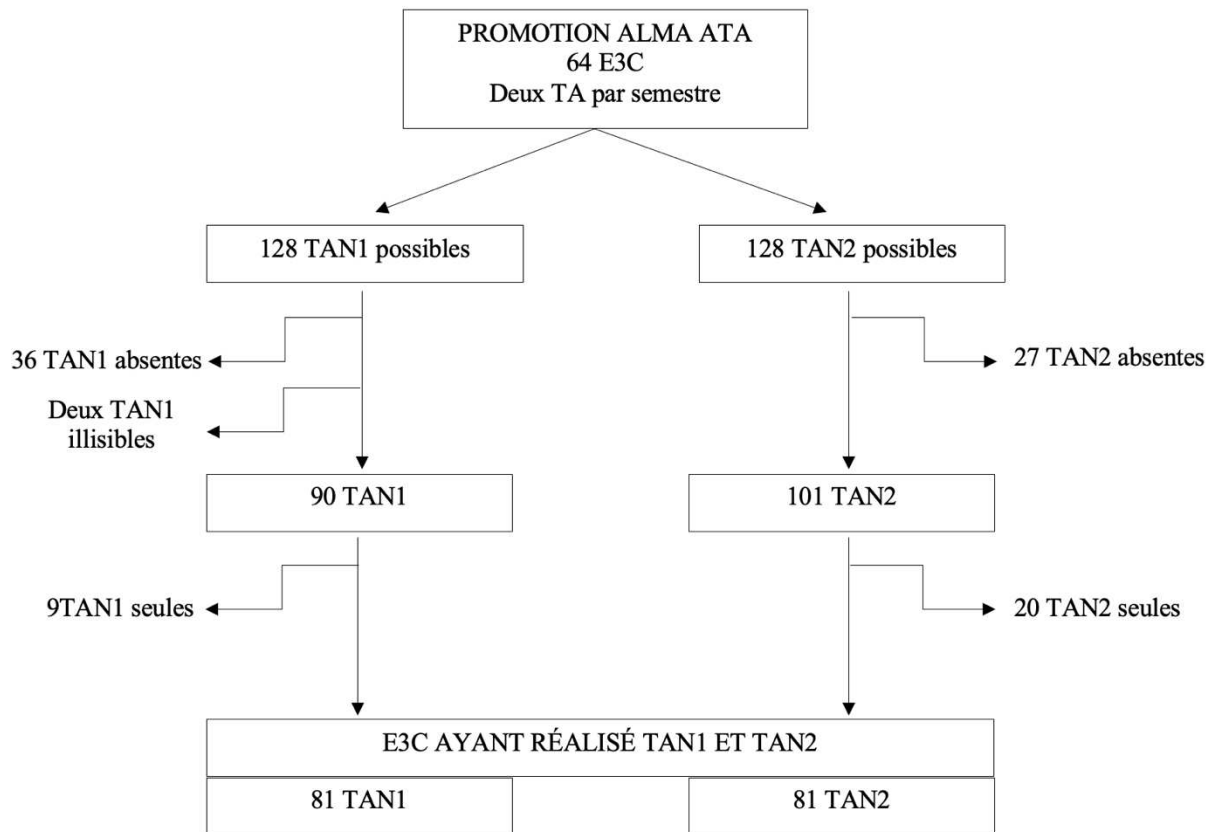 PROMOTION ALMA ATA
64 E3C
Deux TA par semestre
128 TAN1 possibles
128 TAN2 possibles
36 TAN1 absentes
27 TAN2 absentes
Deux TAN1
illisibles
90 TAN1
101 TAN2
9TAN1 seules
20 TAN2 seules
E3C AYANT RÉALISÉ TAN1 ET TAN2
81 TAN1
81 TAN2